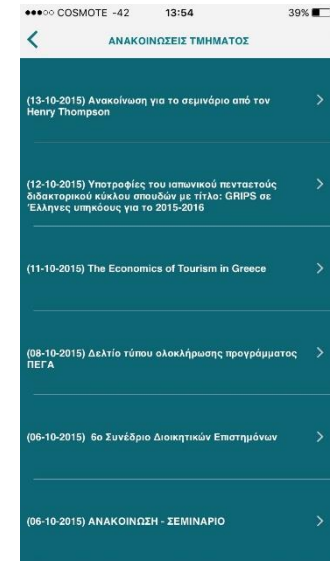 COSMOTE -42 13:54 39%
ΑΝΑΚΟΙΝΩΣΕΙΣ ΤΜΗΜΑΤΟΣ
(13-10-2015) Ανακοίνωση για το σεμινάριο από τον
Henry Thompson
(12-10-2015) Υποτροφίες του ιαπωνικού πενταετούς
διδακτορικού κύκλου σπουδών με τίτλο: GRIPS σε
Έλληνες υπηκόους για το 2015-2016
(11-10-2015) The Economics of Tourism in Greece
(08-10-2015) Δελτίο τύπου ολοκλήρωσης προγράμματος
ΠΕΓΑ
(06-10-2015) 6ο Συνέδριο Διοικητικών Επιστημόνων
(06-10-2015) ΑΝΑΚΟΙΝΩΣΗ - ΣΕΜΙΝΑΡΙΟ